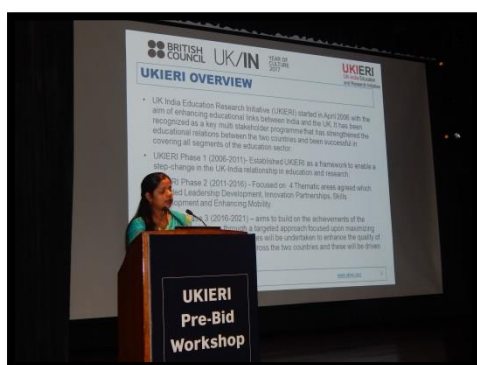 BRITISH
COUNCIL
UK/IN
YEAR OF
CULTURE
2017
UKIERI
UK-India Education
and Research Initiative
UKIERI OVERVIEW
• UK India Education Research Initiative (UKIERI) started in April 2006 with the
aim of enhancing educational links between India and the UK. It has been
recognized as a key multi stakeholder programme that has strengthened the
educational relations between the two countries and been successful in
covering all segments of the education sector.
• UKIERI Phase 1 (2006-2011)- Established UKIERI as a framework to enable a
step-change in the UK-India relationship in education and research
RI Phase 2 (2011-2016) - Focused on 4 Thematic areas agreed which
ed Leadership Development, Innovation Partnerships, Skills
opment and Enhancing Mobility
e 3 (2016-2021) – aims to build on the achievements of the
through a targeted approach focused upon maximizing
es will be undertaken to enhance the quality of
cross the two countries and these will be driven
UKIERI
Pre-Bid
Workshop